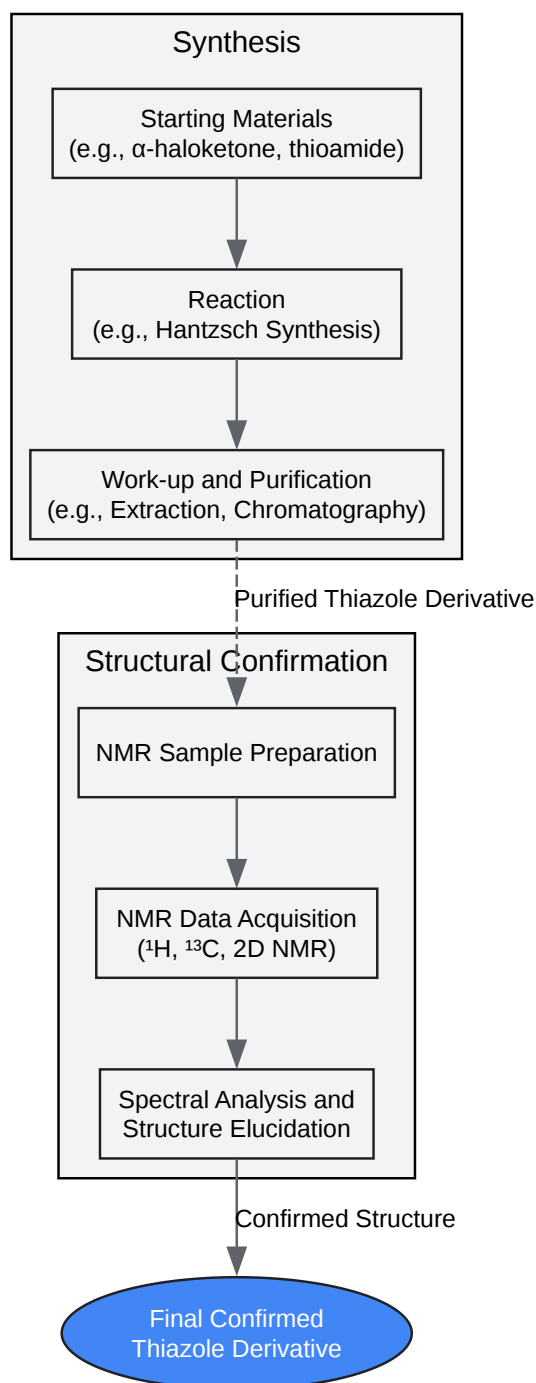 Synthesis
Starting Materials
(e.g., α-haloketone, thioamide)
Reaction
(e.g., Hantzsch Synthesis)
Work-up and Purification
(e.g., Extraction, Chromatography)
Purified Thiazole Derivative
Structural Confirmation
NMR Sample Preparation
NMR Data Acquisition
(¹H, ¹³C, 2D NMR)
Spectral Analysis and
Structure Elucidation
Confirmed Structure
Final Confirmed
Thiazole Derivative